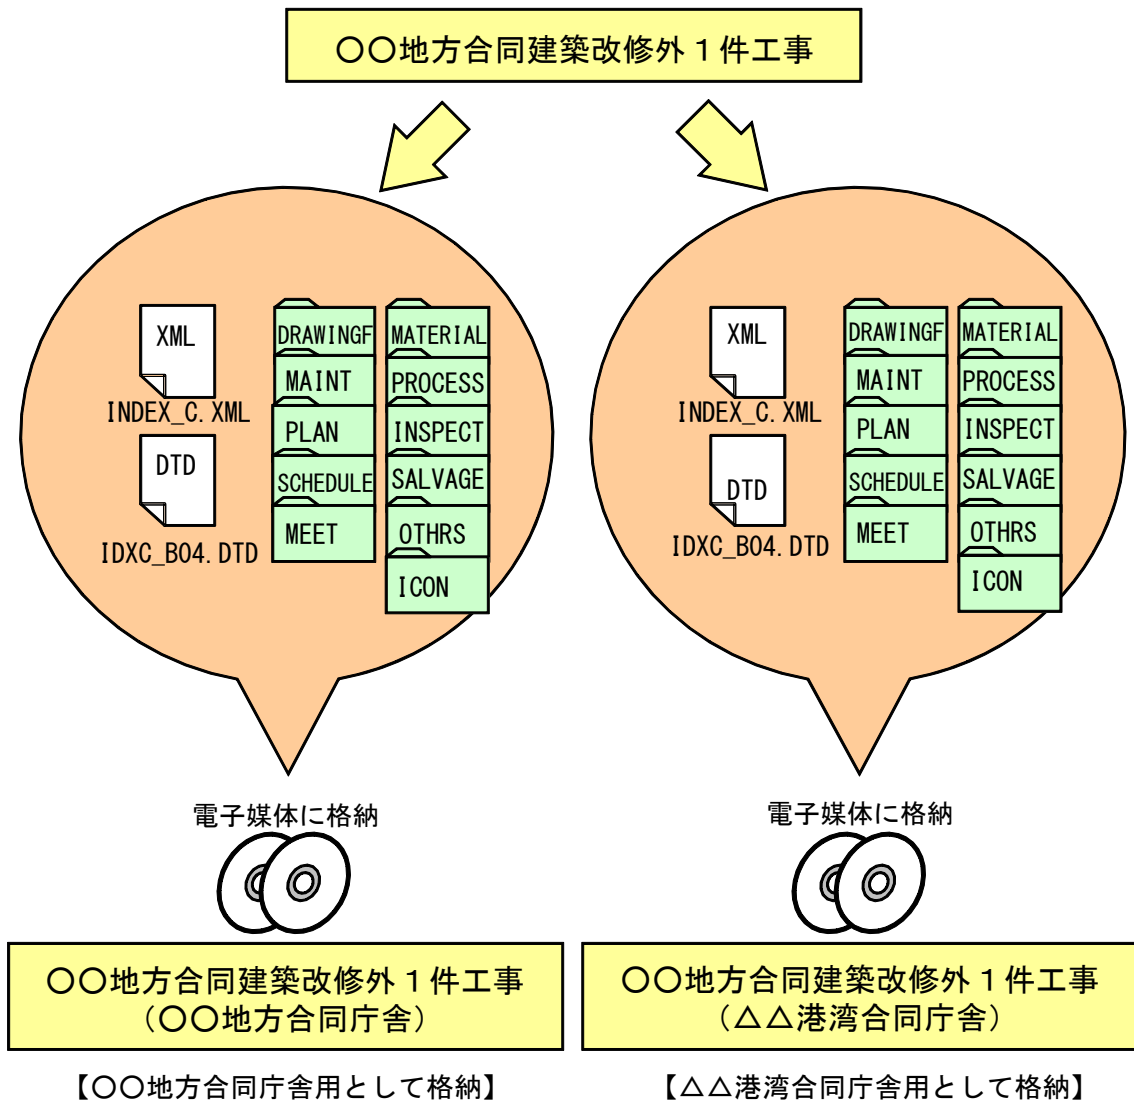 〇〇地方合同建築改修外１件工事
XML
INDEX_C.XML
DTD
IDXC_B04.DTD
DRAWINGF
MAINT
PLAN
SCHEDULE
MEET
MATERIAL
PROCESS
INSPECT
SALVAGE
OTHRS
ICON
XML
INDEX_C.XML
DTD
IDXC_B04.DTD
DRAWINGF
MAINT
PLAN
SCHEDULE
MEET
MATERIAL
PROCESS
INSPECT
SALVAGE
OTHRS
ICON
電子媒体に格納
〇〇地方合同建築改修外１件工事
（〇〇地方合同庁舎）
【〇〇地方合同庁舎用として格納】
電子媒体に格納
〇〇地方合同建築改修外１件工事
（△△港湾合同庁舎）
【△△港湾合同庁舎用として格納】